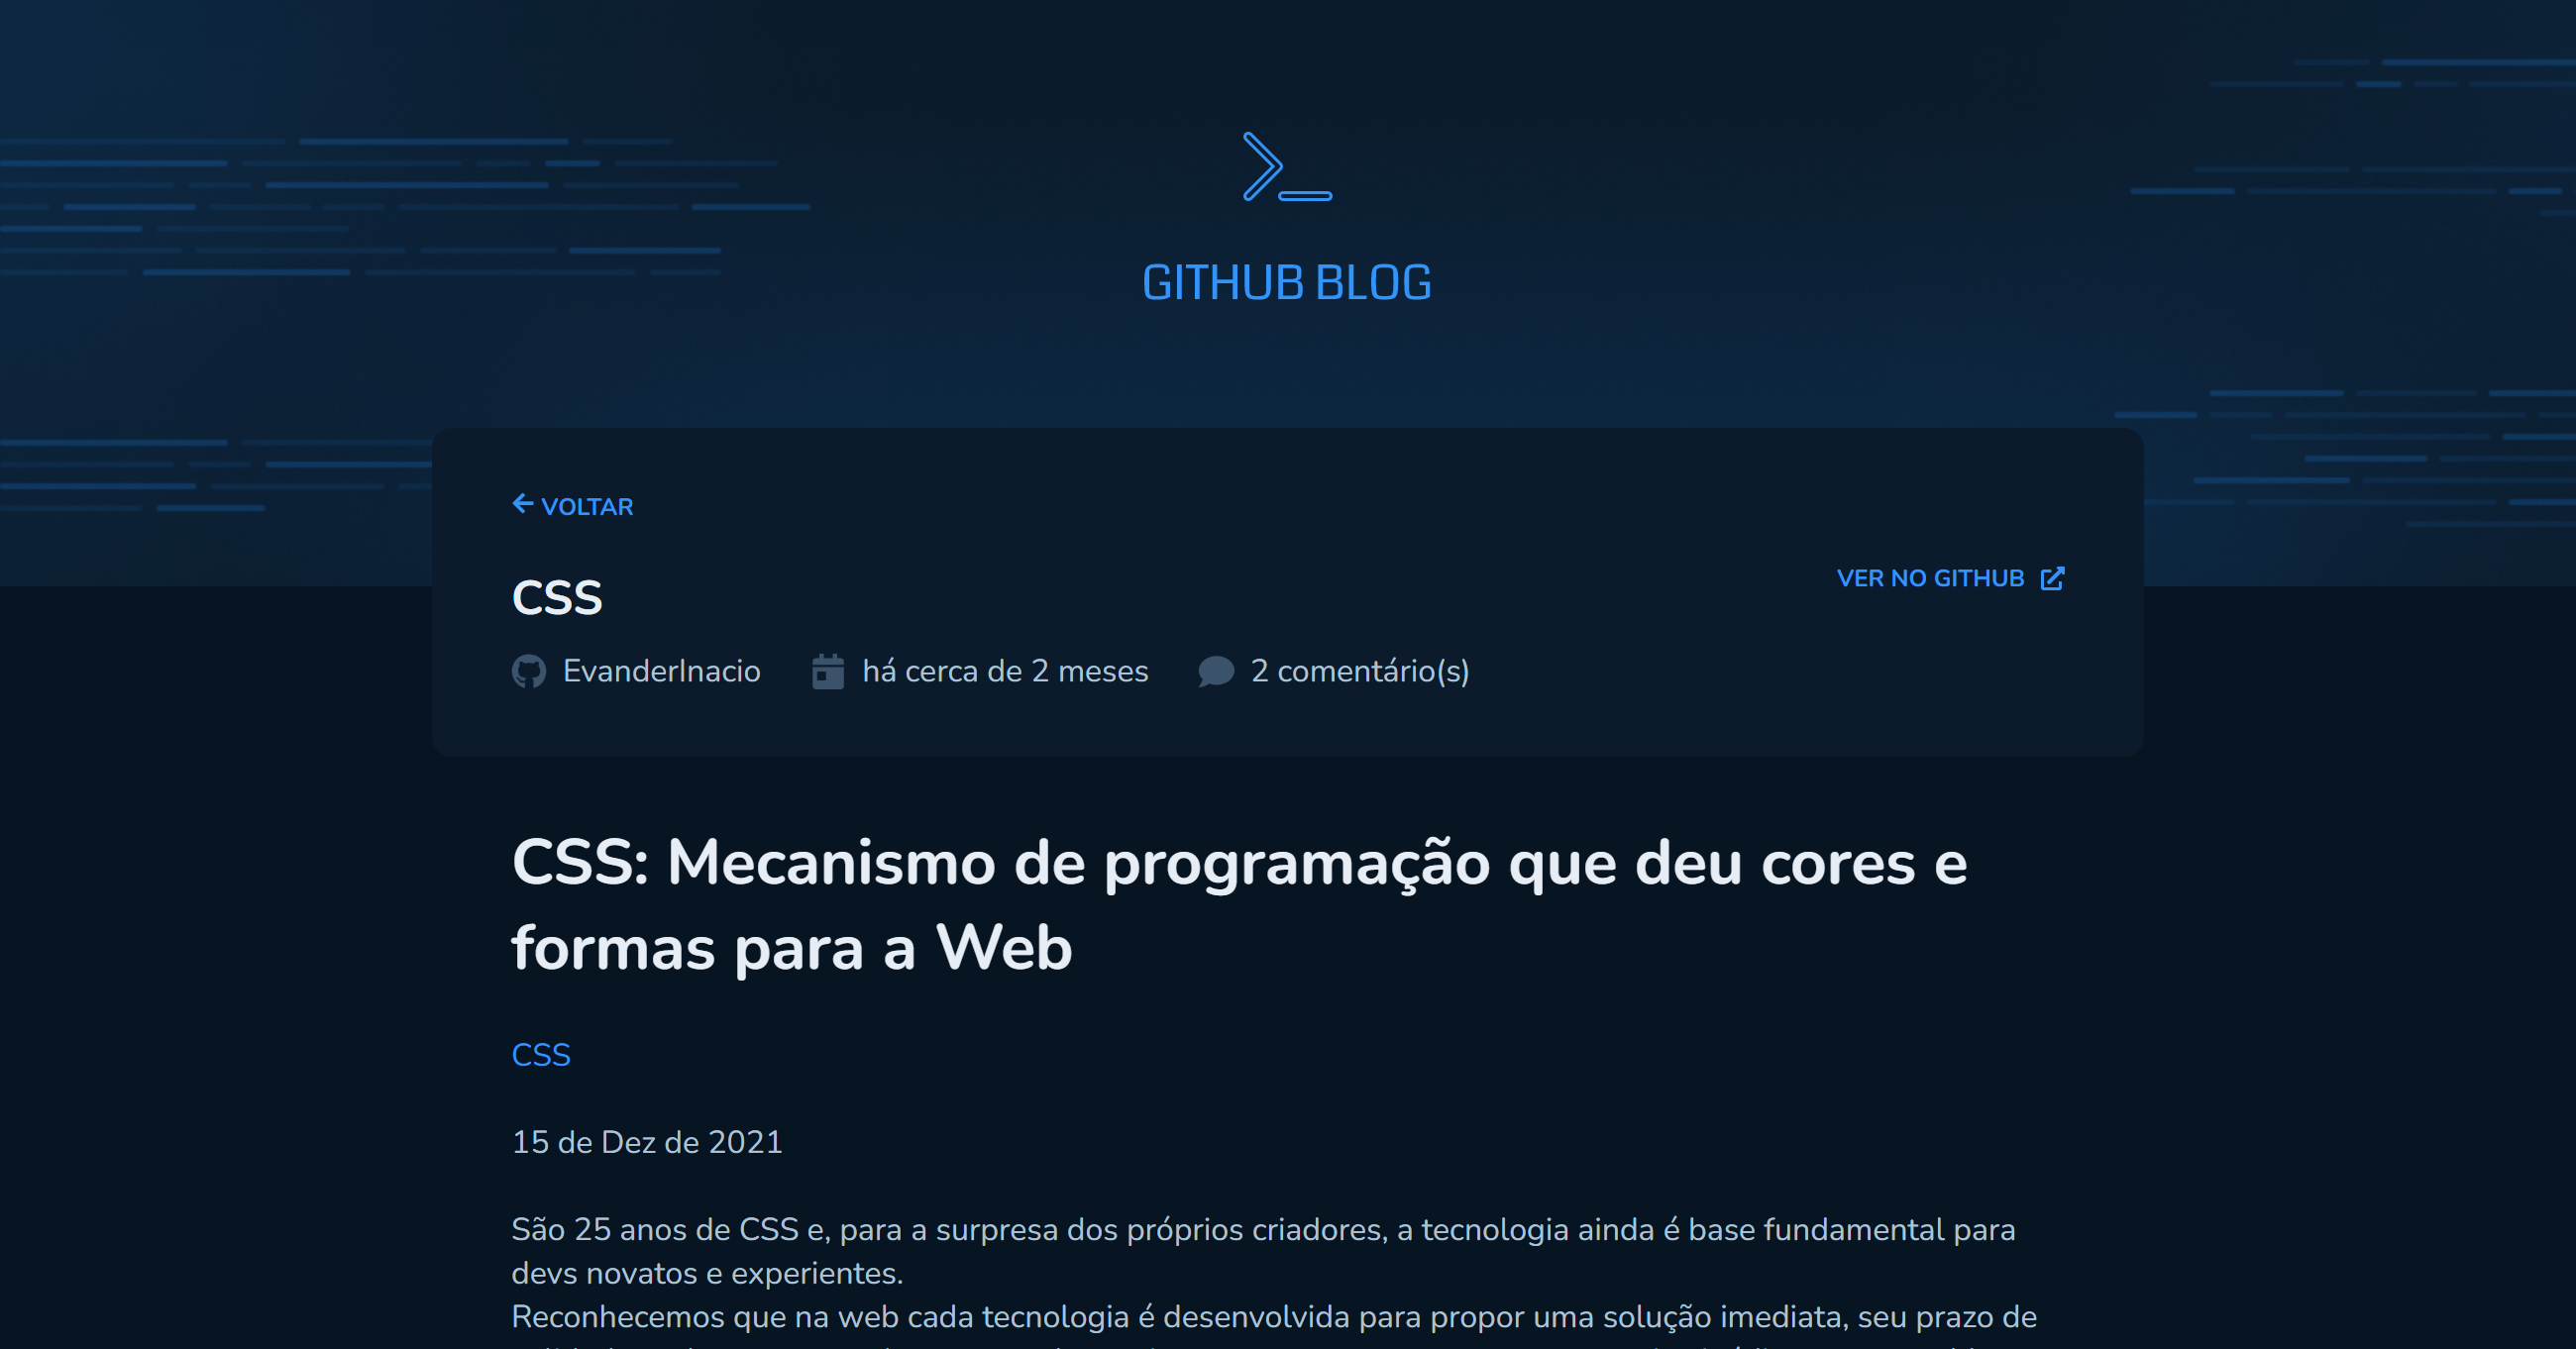 GITHUB BLOG
VOLTAR
CSS
VER NO GITHUB
EvanderInacio há cerca de 2 meses 2 comentário(s)
CSS: Mecanismo de programação que deu cores e
formas para a Web
CSS
15 de Dez de 2021
São 25 anos de CSS e, para a surpresa dos próprios criadores, a tecnologia ainda é base fundamental para
devs novatos e experientes.
Reconhecemos que na web cada tecnologia é desenvolvida para propor uma solução imediata, seu prazo de